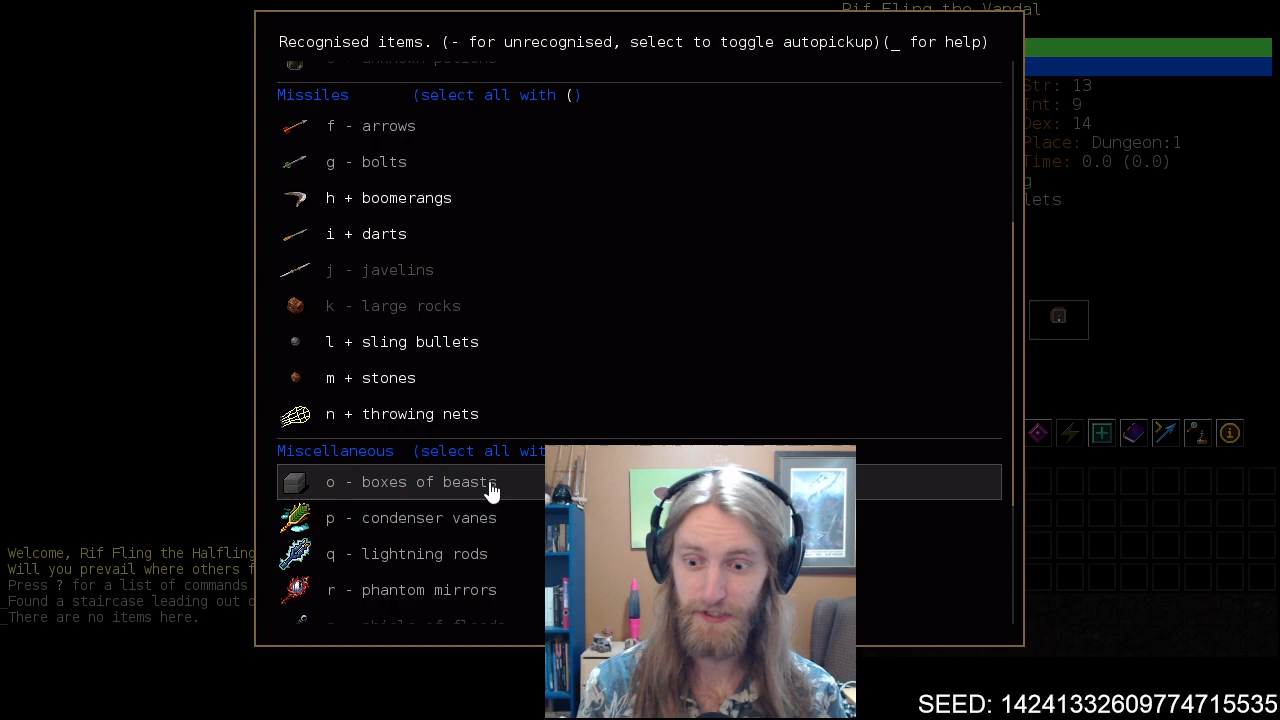 Rif Fling the Vandal
Recognised items. (- for unrecognised, select to toggle autopickup)(_ for help)
Missiles (select all with ()
f - arrows
g - bolts
h + boomerangs
i + darts
j - javelins
k - large rocks
l + sling bullets
m + stones
n + throwing nets
Miscellaneous (select all wit
o - boxes of beasts
p - condenser vanes
q - lightning rods
r - phantom mirrors
Str: 13
Int: 9
Dex: 14
Place: Dungeon:1
Time: 0.0 (0.0)
g
lets
Welcome, Rif Fling the Halfling
Will you prevail where others f
Press ? for a list of commands
_Found a staircase leading out o
_There are no items here.
SEED: 14241332609774715535